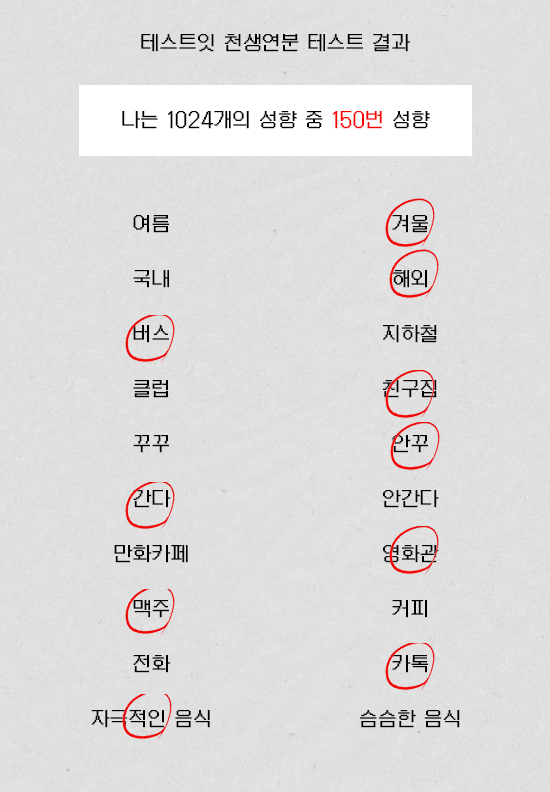 테스트잇 천생연분 테스트 결과
나는 1024개의 성향 중 150번 성향
여름 겨울
국내 해외
버스 지하철
클럽 친구집
꾸꾸 안꾸
간다 안간다
만화카페 영화관
맥주 커피
전화 카톡
자극적인 음식 슴슴한 음식